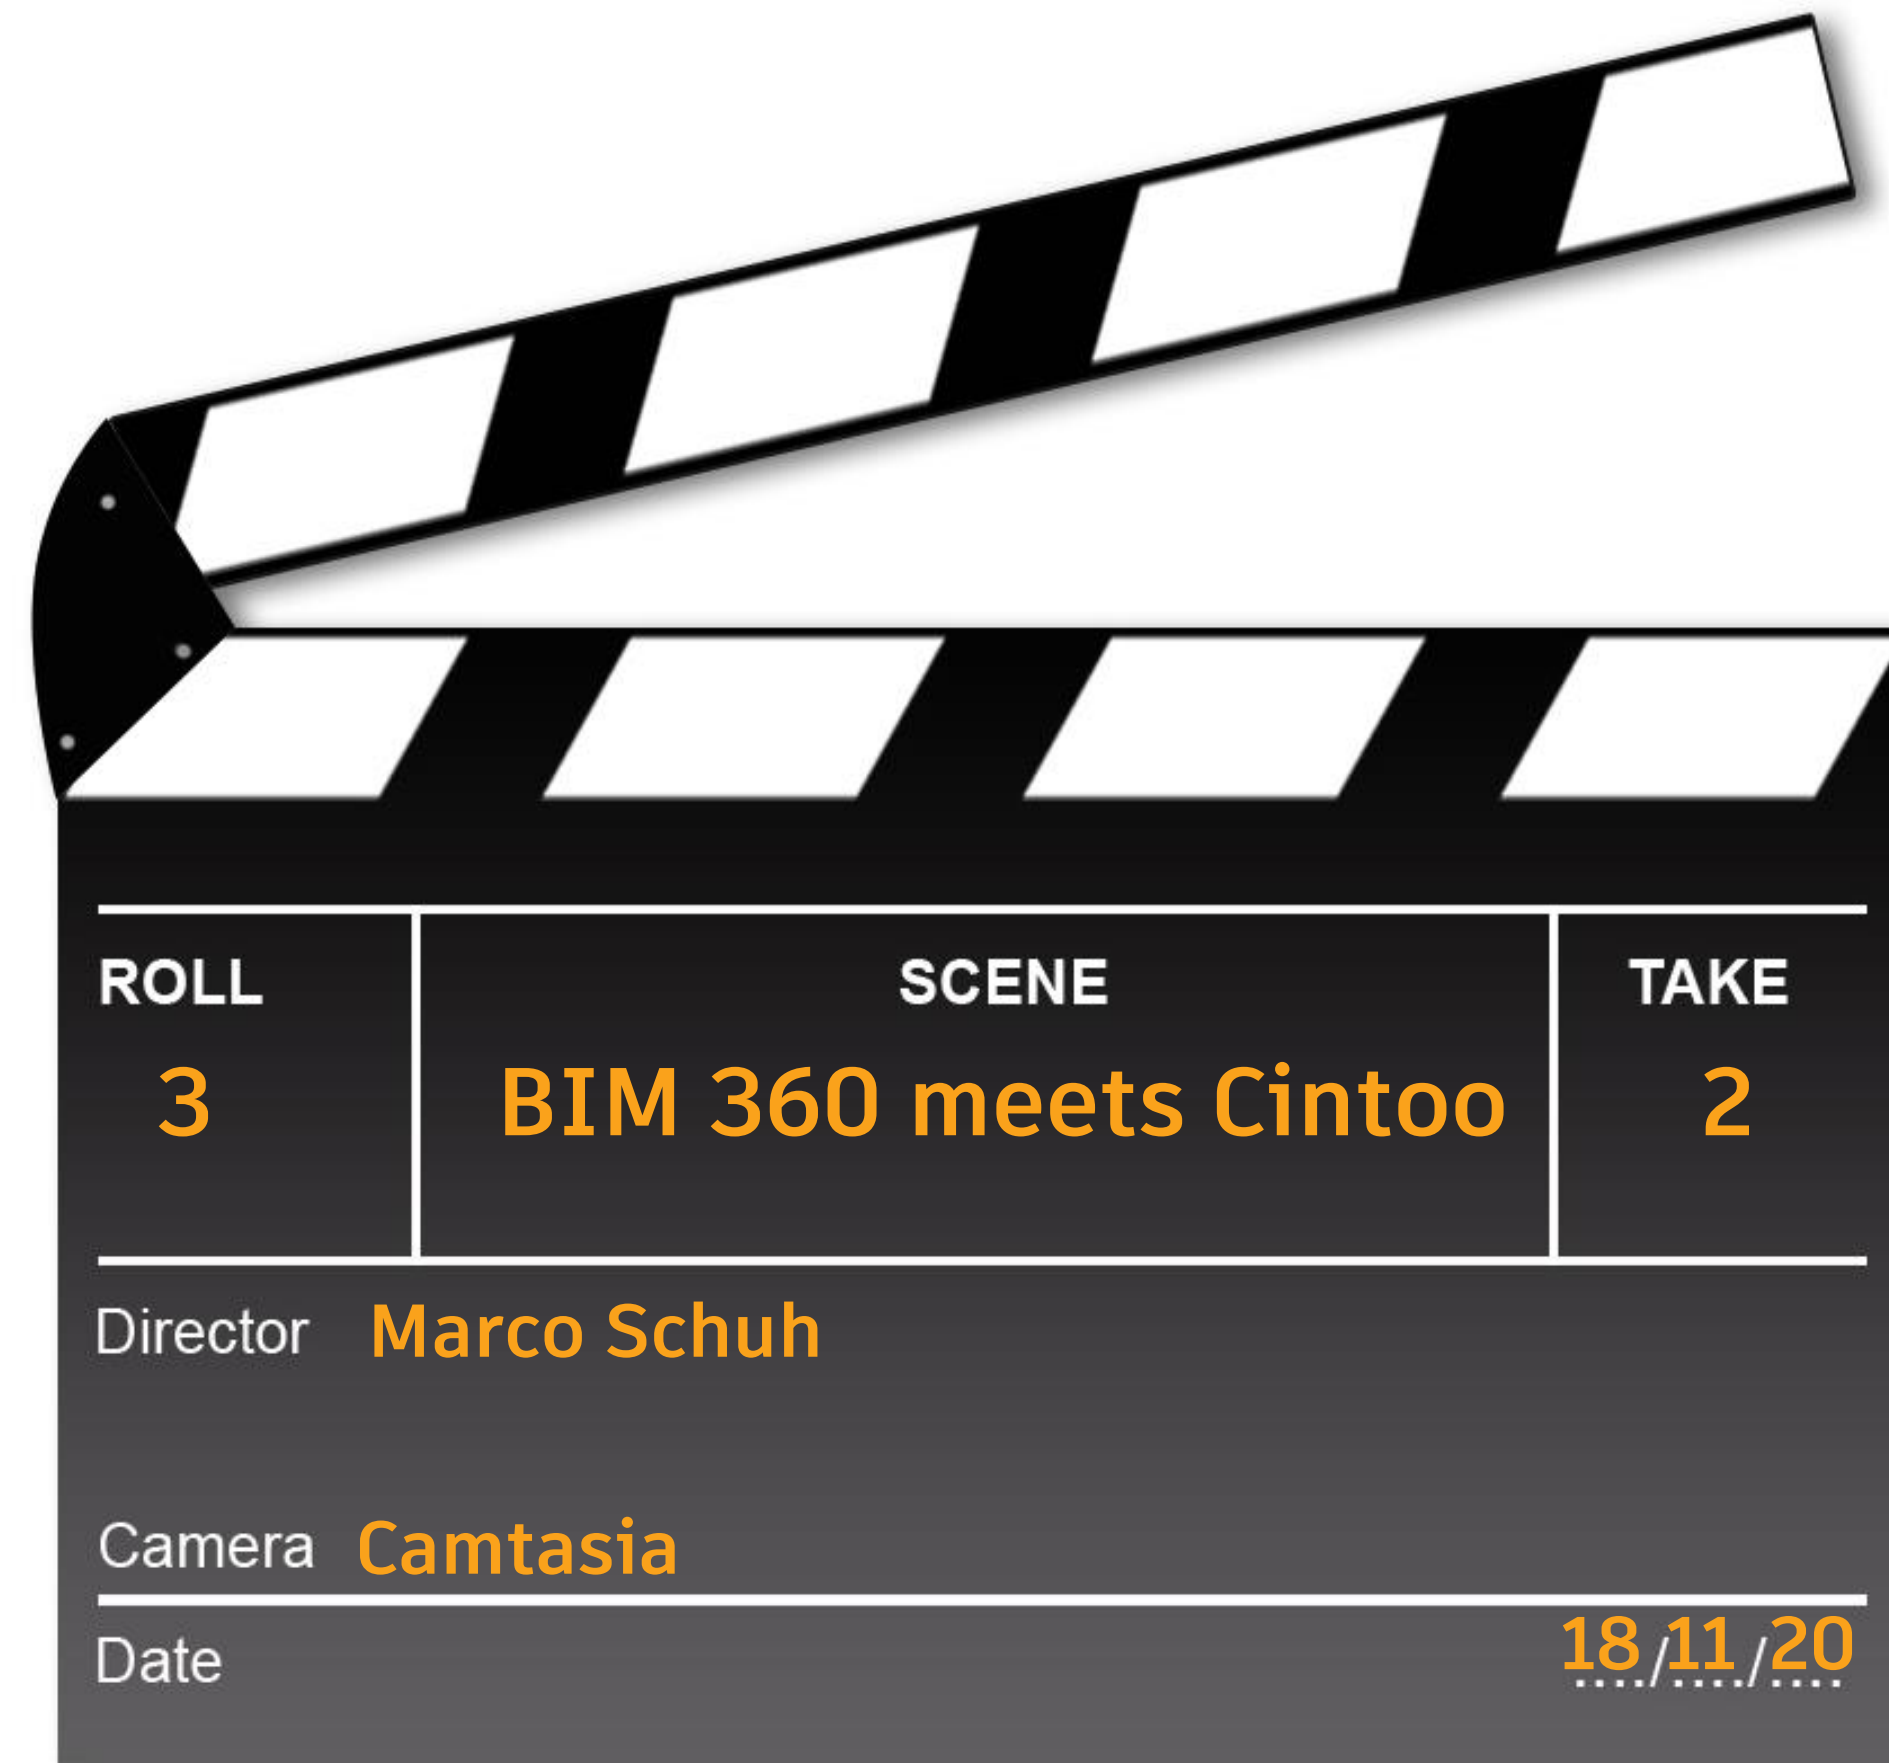 ROLL SCENE TAKE
3 BIM 360 meets Cintoo 2
Director Marco Schuh
Camera Camtasia
Date 18/11/20